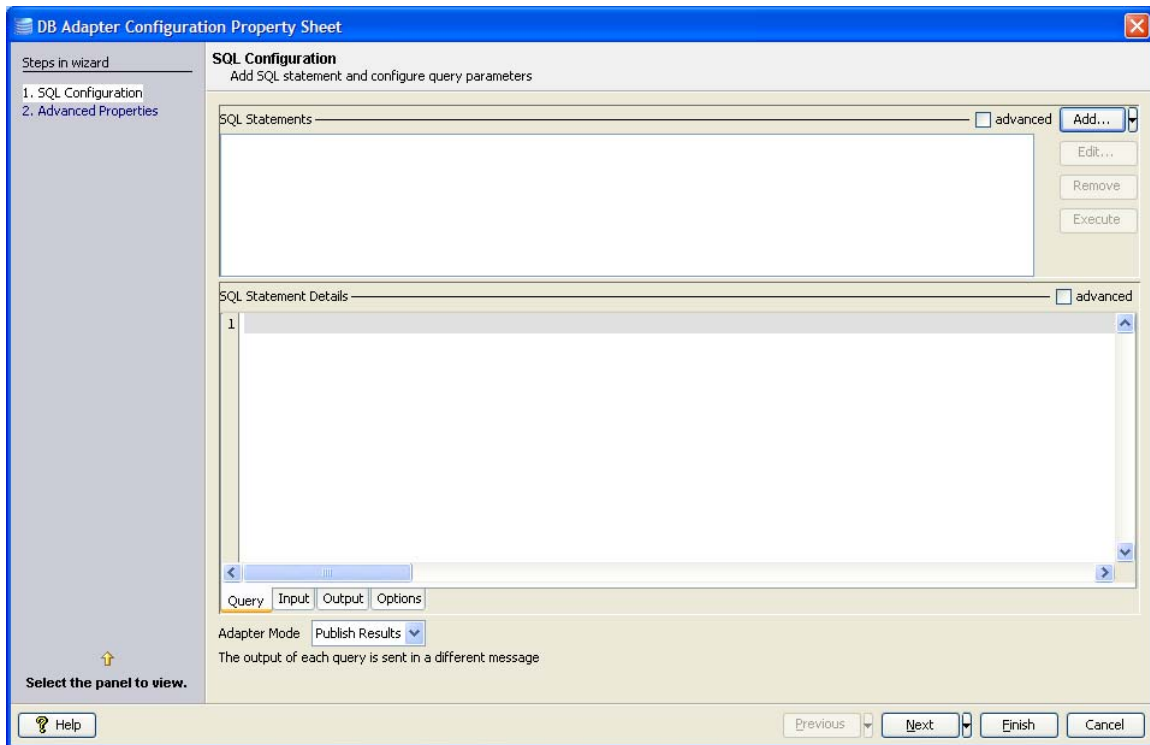 DB Adapter Configuration Property Sheet
Steps in wizard
1. SQL Configuration
2. Advanced Properties
SQL Configuration
Add SQL statement and configure query parameters
SQL Statements
advanced
Add...
Edit...
Remove
Execute
SQL Statement Details
advanced
1
Query Input Output Options
Adapter Mode Publish Results
The output of each query is sent in a different message
Select the panel to view.
Help
Previous Next Finish Cancel